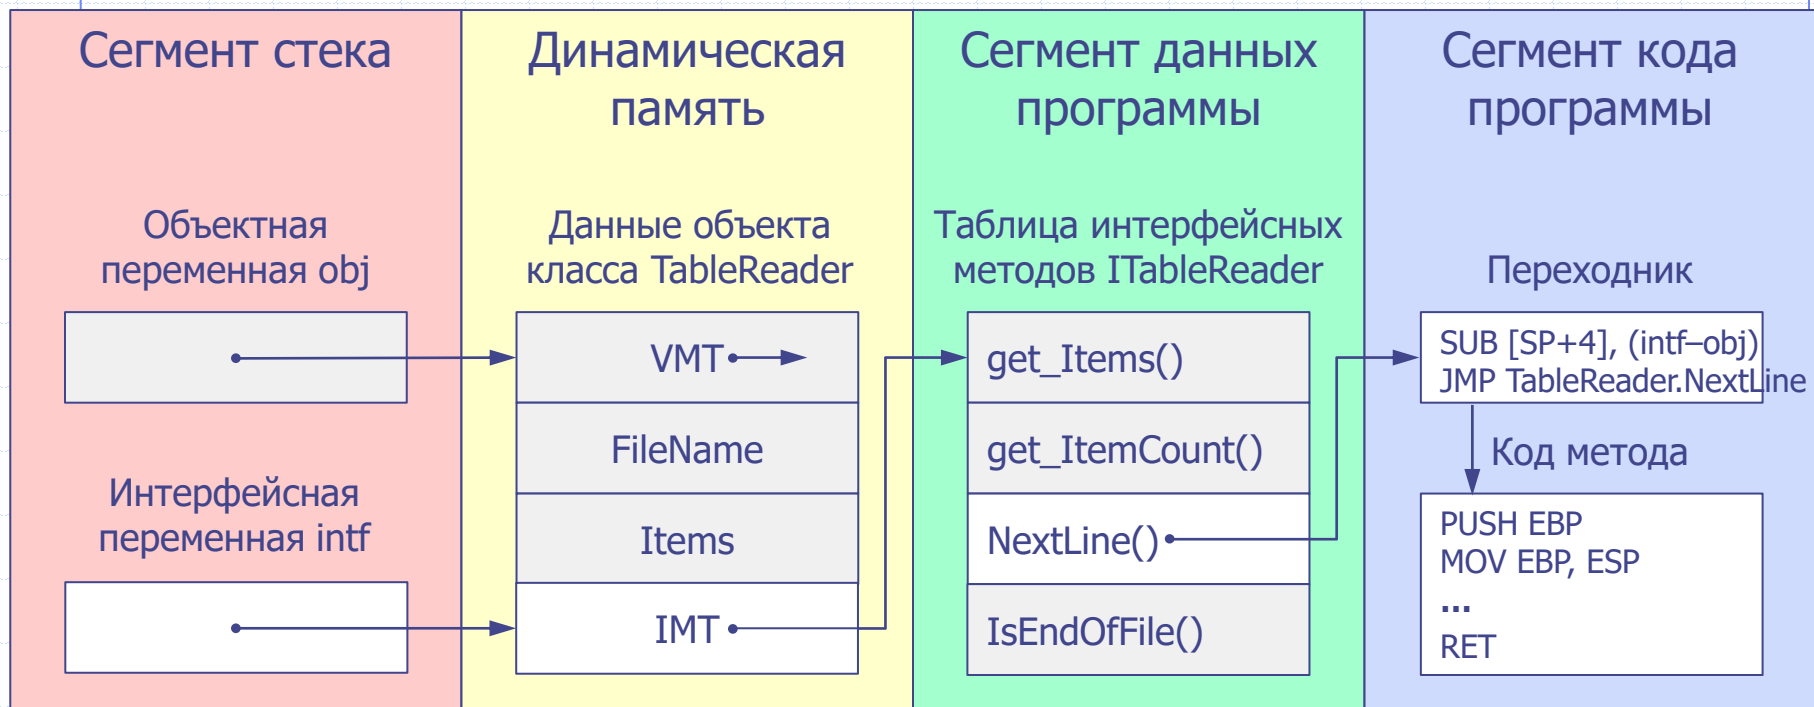 Сегмент стека
Объектная
переменная obj
Интерфейсная
переменная intf
Динамическая
память
Данные объекта
класса TableReader
VMT
FileName
Items
IMT
Сегмент данных
программы
Таблица интерфейсных
методов ITableReader
get_Items()
get_ItemCount()
NextLine()
IsEndOfFile()
Сегмент кода
программы
Переходник
SUB [SP+4], (intf–obj)
JMP TableReader.NextLine
Код метода
PUSH EBP
MOV EBP, ESP
...
RET